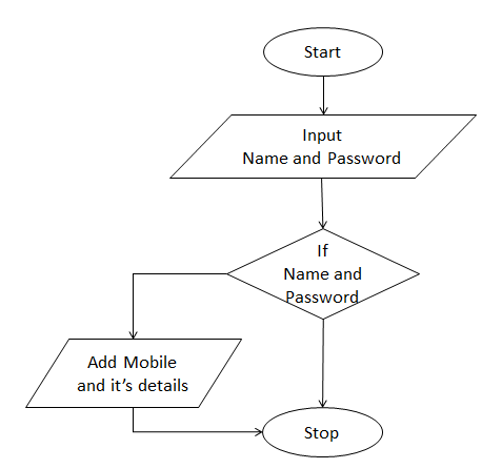 Start
Input
Name and Password
If
Name and
Password
Add Mobile
and it's details
Stop